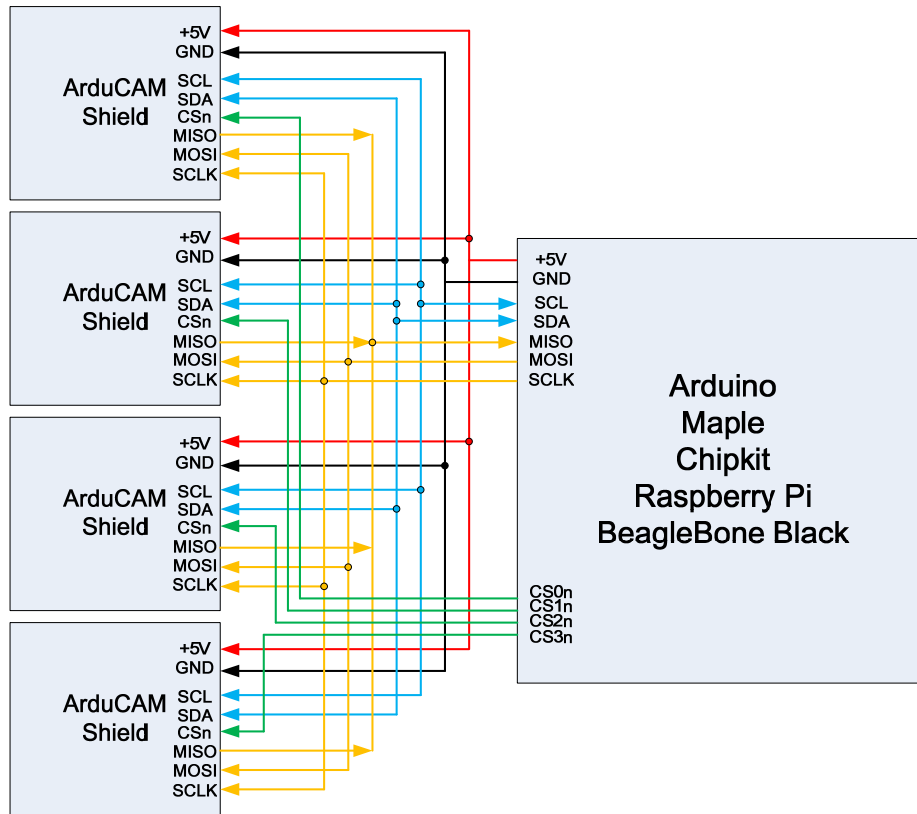 +5V
GND
SCL
SDA
CSn
MISO
MOSI
SCLK
ArduCAM
Shield
+5V
GND
SCL
SDA
CSn
MISO
MOSI
SCLK
ArduCAM
Shield
+5V
GND
SCL
SDA
CSn
MISO
MOSI
SCLK
ArduCAM
Shield
+5V
GND
SCL
SDA
CSn
MISO
MOSI
SCLK
ArduCAM
Shield
+5V
GND
SCL
SDA
MISO
MOSI
SCLK
Arduino
Maple
Chipkit
Raspberry Pi
BeagleBone Black
CS0n
CS1n
CS2n
CS3n